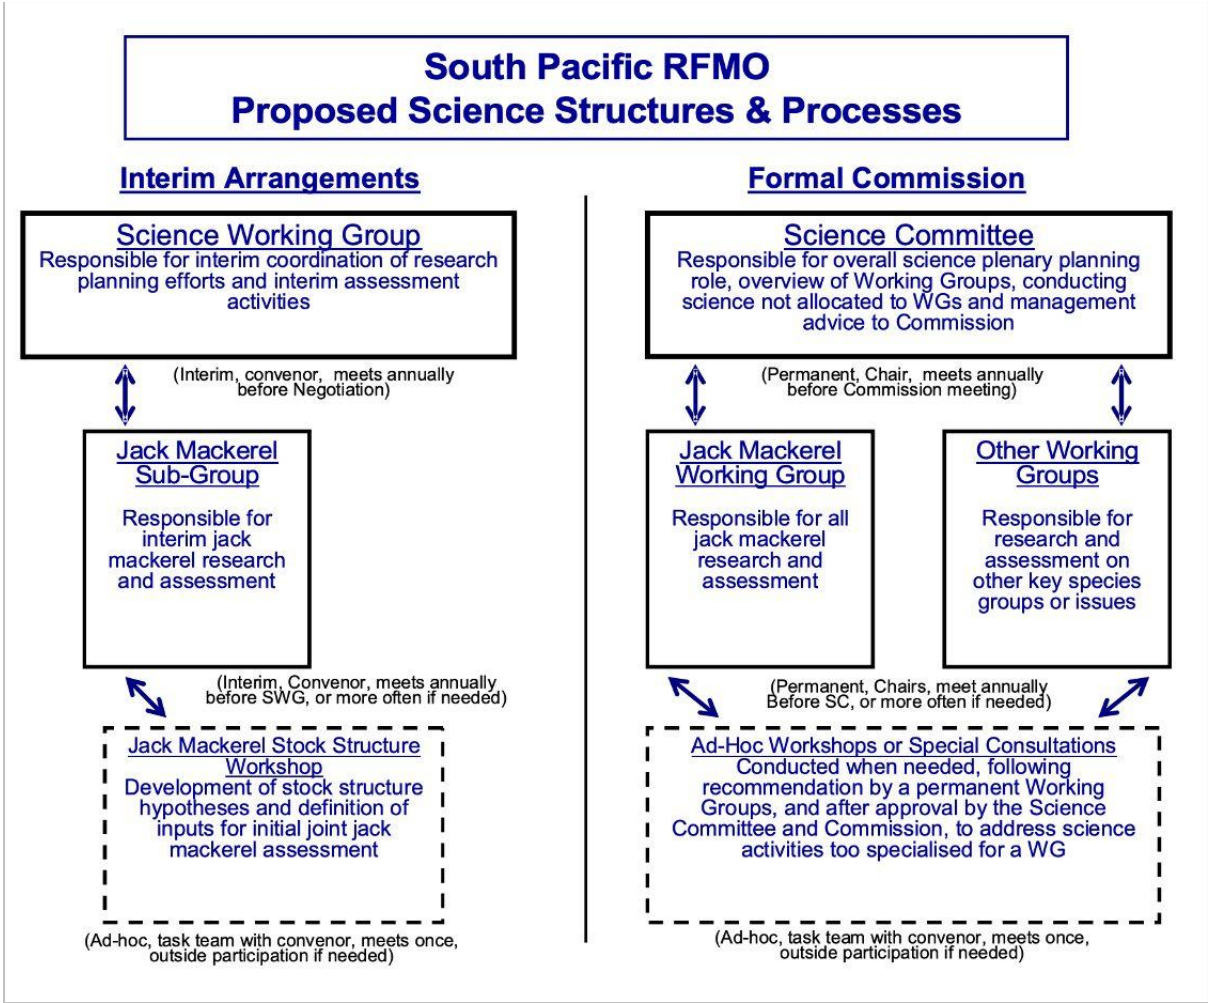 South Pacific RFMO
Proposed Science Structures & Processes
Interim Arrangements
Science Working Group
Responsible for interim coordination of research
planning efforts and interim assessment
activities
(Interim, convenor, meets annually
before Negotiation)
Jack Mackerel
Sub-Group
Responsible for
interim jack
mackerel research
and assessment
(Interim, Convenor, meets annually
before SWG, or more often if needed)
Jack Mackerel Stock Structure
Workshop
Development of stock structure
hypotheses and definition of
inputs for initial joint jack
mackerel assessment
(Ad-hoc, task team with convenor, meets once,
outside participation if needed)
Formal Commission
Science Committee
Responsible for overall science plenary planning
role, overview of Working Groups, conducting
science not allocated to WGs and management
advice to Commission
(Permanent, Chair, meets annually
before Commission meeting)
Jack Mackerel
Working Group
Responsible for all
jack mackerel
research and
assessment
Other Working
Groups
Responsible for
research and
assessment on
other key species
groups or issues
(Permanent, Chairs, meet annually
Before SC, or more often if needed)
Ad-Hoc Workshops or Special Consultations
Conducted when needed, following
recommendation by a permanent Working
Groups, and after approval by the Science
Committee and Commission, to address science
activities too specialised for a WG
(Ad-hoc, task team with convenor, meets once,
outside participation if needed)